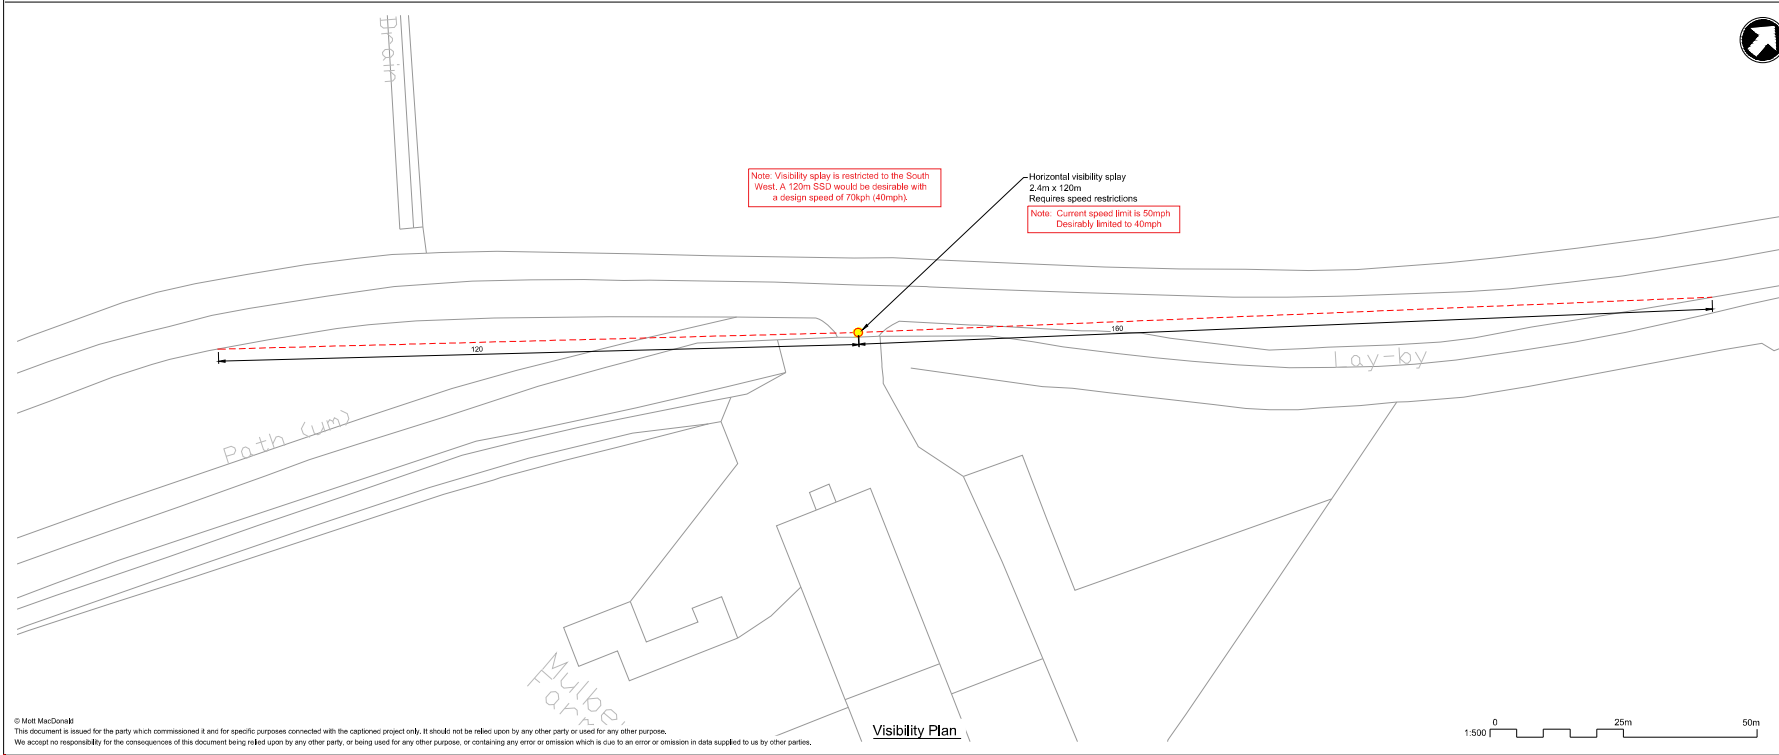 Drain
Note: Visibility splay is restricted to the South
West. A 120m SSD would be desirable with
a design speed of 70kph (40mph).
Horizontal visibility splay
2.4m x 120m
Requires speed restrictions
Note: Current speed limit is 50mph
Desirably limited to 40mph
120
160
Lay-by
Path (um)
Mulbe
Farm
© Mott MacDonald
This document is issued for the party which commissioned it and for specific purposes connected with the captioned project only. It should not be relied upon by any other party or used for any other purpose.
We accept no responsibility for the consequences of this document being relied upon by any other party, or being used for any other purpose, or containing any error or omission which is due to an error or omission in data supplied to us by other parties.
Visibility Plan
1:500
0 25m 50m